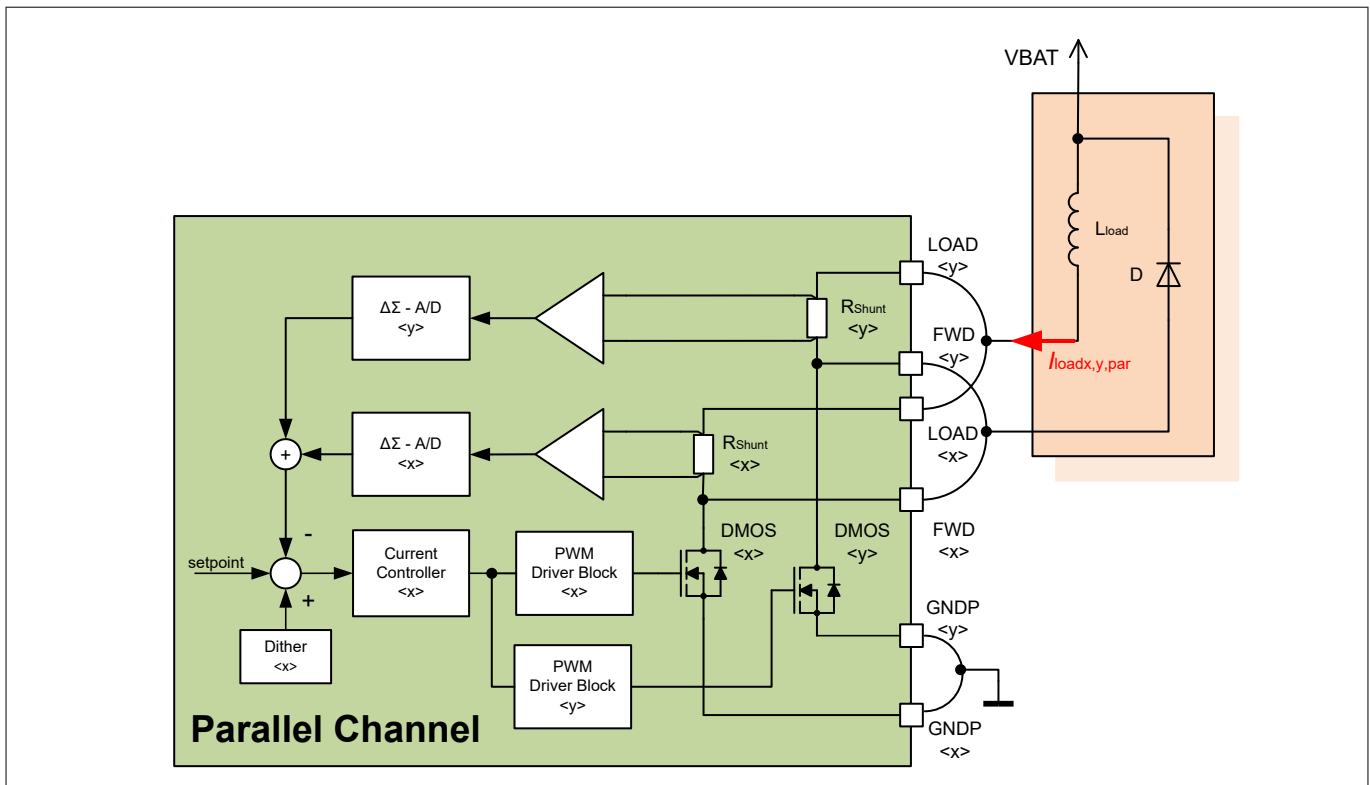 VBAT
Lload
D
LOAD
<y>
ΔΣ - A/D
<y>
RShunt
<y>
FWD
<y>
Iloadx,y,par
ΔΣ - A/D
<x>
RShunt
<x>
LOAD
<x>
+
-
setpoint
Current
Controller
<x>
PWM
Driver Block
<x>
DMOS
<x>
DMOS
<y>
FWD
<x>
+
Dither
<x>
PWM
Driver Block
<y>
GNDP
<y>
Parallel Channel
GNDP
<x>